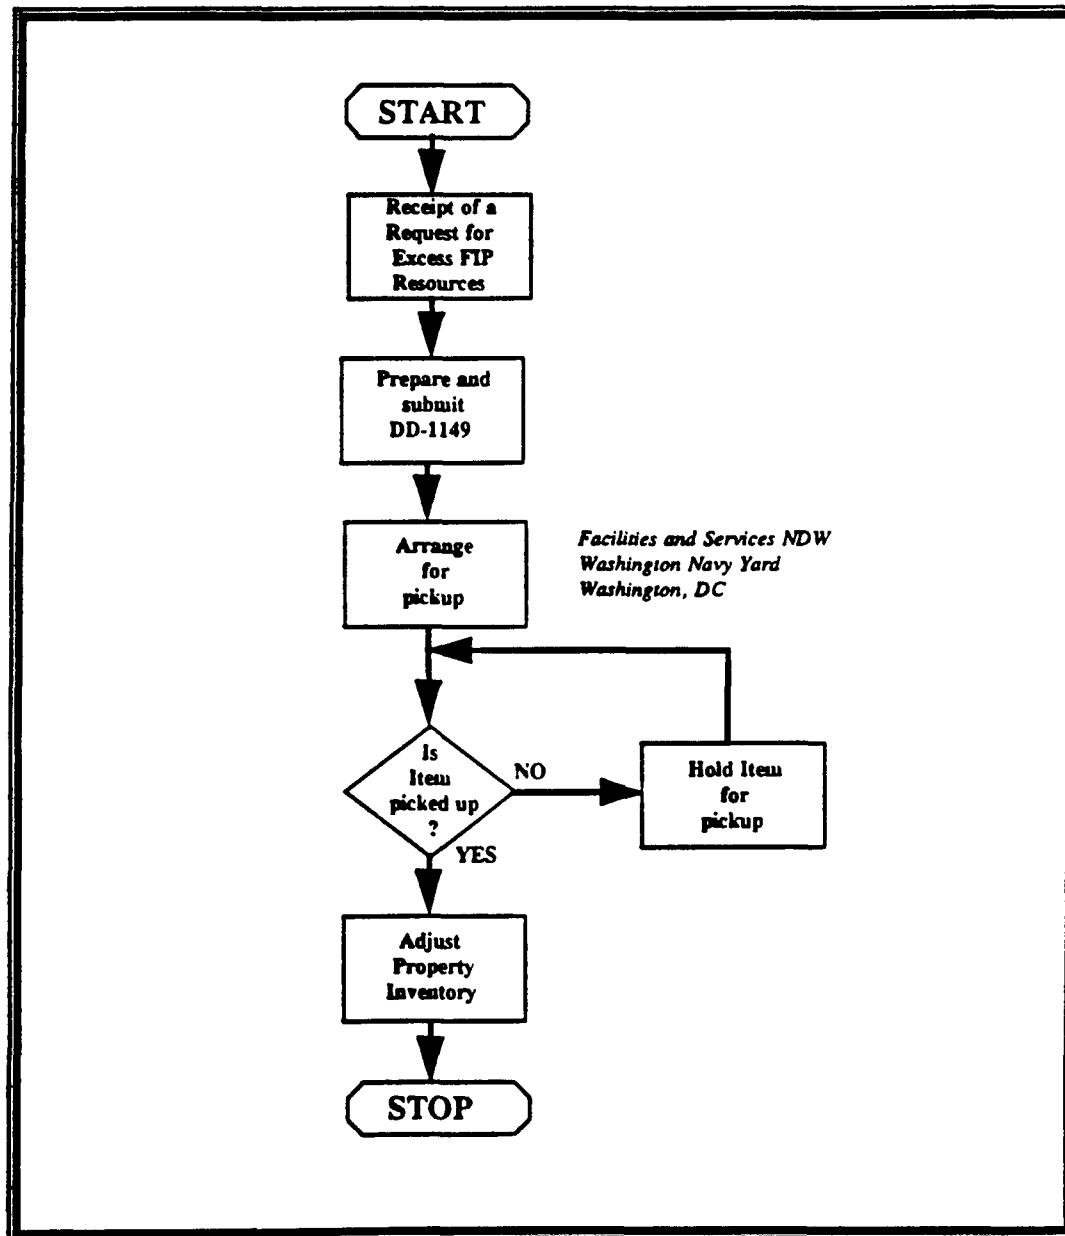 START
Receipt of a
Request for
Excess FIP
Resources
Prepare and
submit
DD-1149
Arrange
for
pickup
Facilities and Services NDW
Washington Navy Yard
Washington, DC
Is
Item
picked up
?
NO
Hold Item
for
pickup
YES
Adjust
Property
Inventory
STOP